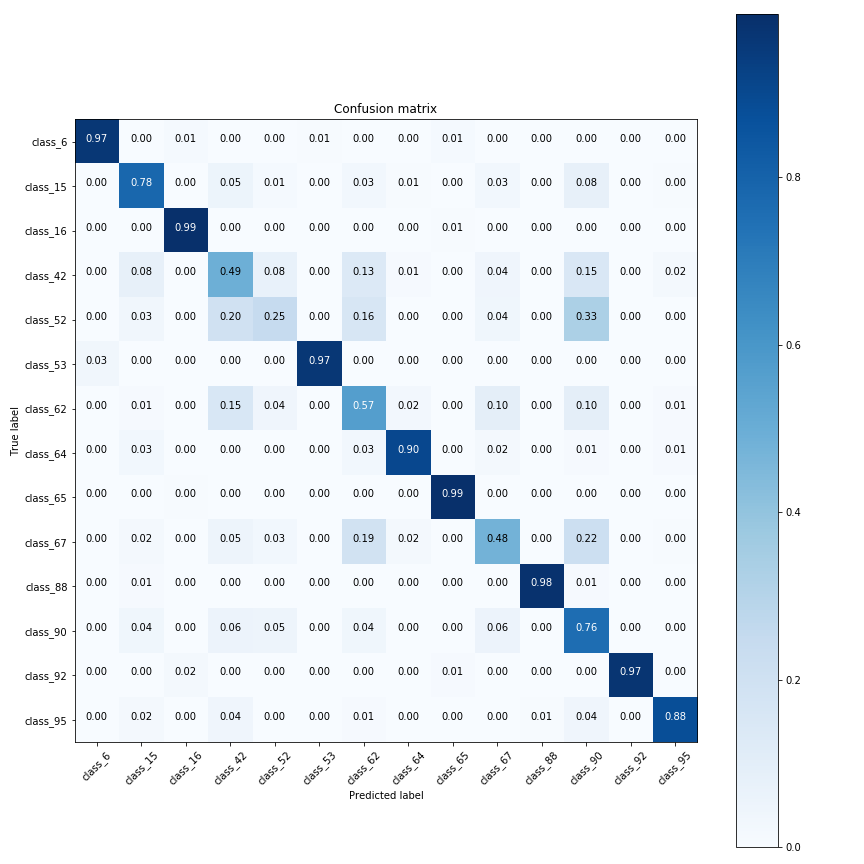 Confusion matrix
class_6 0.97 0.00 0.01 0.00 0.00 0.01 0.00 0.00 0.01 0.00 0.00 0.00 0.00 0.00
class_15 0.00 0.78 0.00 0.05 0.01 0.00 0.03 0.01 0.00 0.03 0.00 0.08 0.00 0.00
class_16 0.00 0.00 0.99 0.00 0.00 0.00 0.00 0.00 0.01 0.00 0.00 0.00 0.00 0.00
class_42 0.00 0.08 0.00 0.49 0.08 0.00 0.13 0.01 0.00 0.04 0.00 0.15 0.00 0.02
class_52 0.00 0.03 0.00 0.20 0.25 0.00 0.16 0.00 0.00 0.04 0.00 0.33 0.00 0.00
class_53 0.03 0.00 0.00 0.00 0.00 0.97 0.00 0.00 0.00 0.00 0.00 0.00 0.00 0.00
class_62 0.00 0.01 0.00 0.15 0.04 0.00 0.57 0.02 0.00 0.10 0.00 0.10 0.00 0.01
class_64 0.00 0.03 0.00 0.00 0.00 0.00 0.03 0.90 0.00 0.02 0.00 0.01 0.00 0.01
class_65 0.00 0.00 0.00 0.00 0.00 0.00 0.00 0.00 0.99 0.00 0.00 0.00 0.00 0.00
class_67 0.00 0.02 0.00 0.05 0.03 0.00 0.19 0.02 0.00 0.48 0.00 0.22 0.00 0.00
class_88 0.00 0.01 0.00 0.00 0.00 0.00 0.00 0.00 0.00 0.00 0.98 0.01 0.00 0.00
class_90 0.00 0.04 0.00 0.06 0.05 0.00 0.04 0.00 0.00 0.06 0.00 0.76 0.00 0.00
class_92 0.00 0.00 0.02 0.00 0.00 0.00 0.00 0.00 0.01 0.00 0.00 0.00 0.97 0.00
class_95 0.00 0.02 0.00 0.04 0.00 0.00 0.01 0.00 0.00 0.00 0.01 0.04 0.00 0.88
True label
class_6 class_15 class_16 class_42 class_52 class_53 class_62 class_64 class_65 class_67 class_88 class_90 class_92 class_95
Predicted label
0.8
0.6
0.4
0.2
0.0